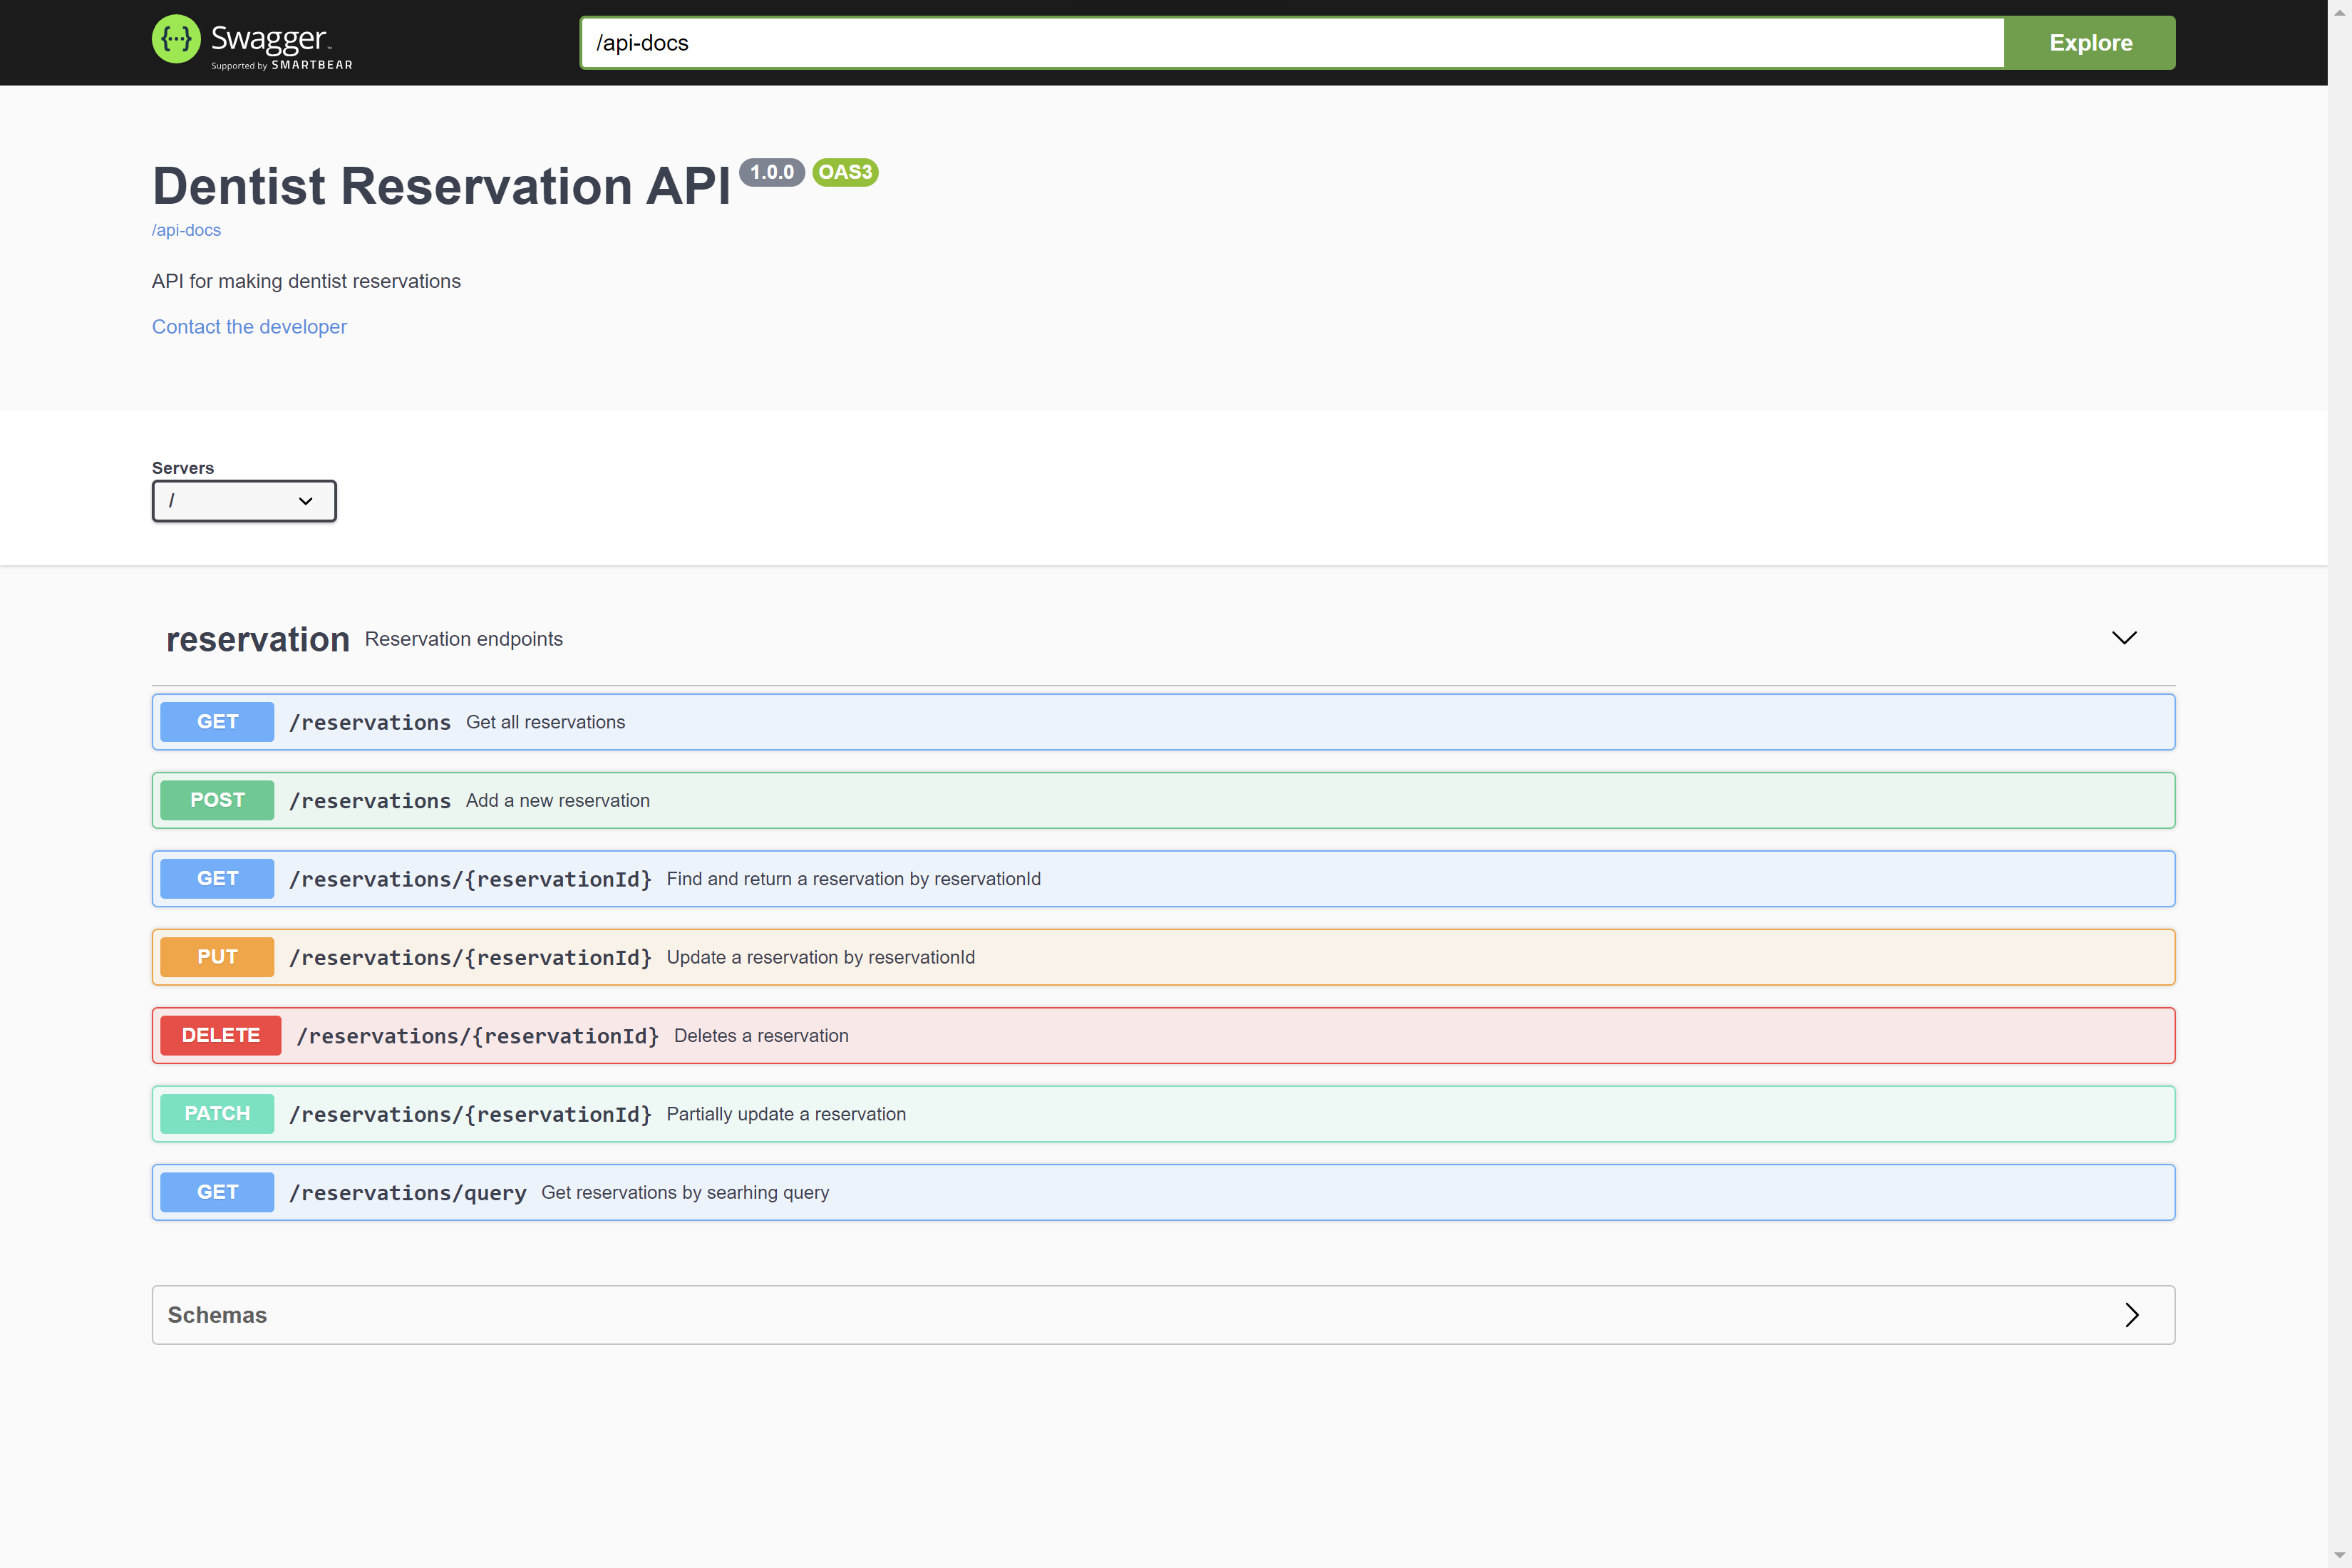 Swagger™
Supported by SMARTBEAR
/api-docs
Explore
Dentist Reservation API 1.0.0 OAS3
/api-docs
API for making dentist reservations
Contact the developer
Servers
/
reservation Reservation endpoints
GET /reservations Get all reservations
POST /reservations Add a new reservation
GET /reservations/{reservationId} Find and return a reservation by reservationId
PUT /reservations/{reservationId} Update a reservation by reservationId
DELETE /reservations/{reservationId} Deletes a reservation
PATCH /reservations/{reservationId} Partially update a reservation
GET /reservations/query Get reservations by searhing query
Schemas